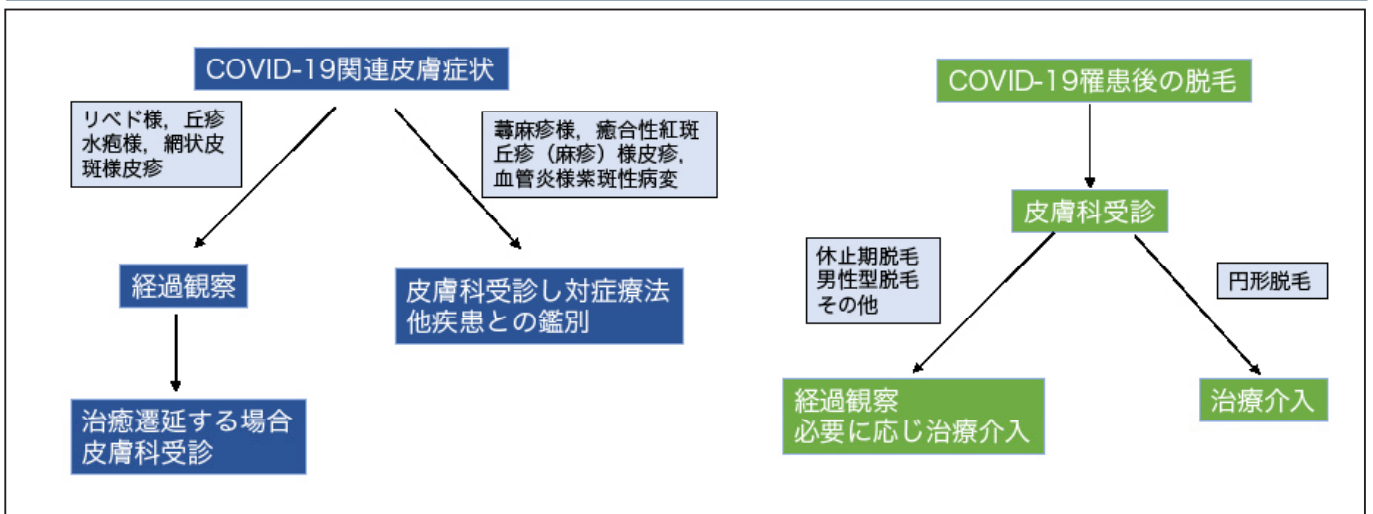 COVID-19関連皮膚症状
リベド様，丘疹
水疱様，網状皮
斑様皮疹
蕁麻疹様，癒合性紅斑
丘疹（麻疹）様皮疹，
血管炎様紫斑性病変
経過観察
皮膚科受診し対症療法
他疾患との鑑別
治癒遷延する場合
皮膚科受診
COVID-19罹患後の脱毛
皮膚科受診
休止期脱毛
男性型脱毛
その他
円形脱毛
経過観察
必要に応じ治療介入
治療介入